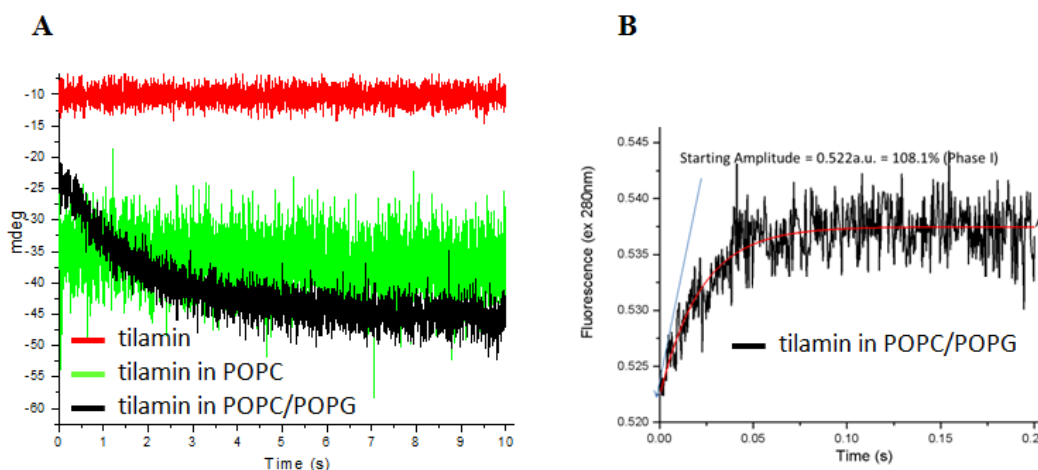 A
-10
-15
-20
-25
-30
-35
-40
-45
-50
-55
-60
mdeg
tilamin
tilamin in POPC
tilamin in POPC/POPG
0 1 2 3 4 5 6 7 8 9 10
Time (s)
B
0.545
0.540
0.535
0.530
0.525
0.520
Fluorescence (ex 280nm)
Starting Amplitude = 0.522a.u. = 108.1% (Phase I)
tilamin in POPC/POPG
0.00 0.05 0.10 0.15 0.2
Time (s)